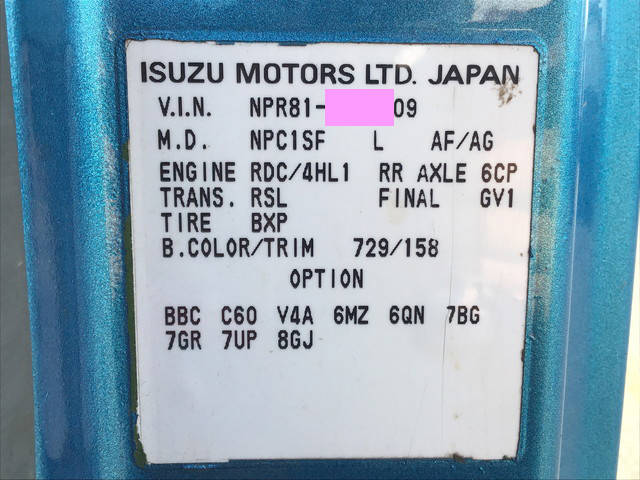 ISUZU MOTORS LTD. JAPAN
V.I.N. NPR81- 09
M.D. NPC1SF L AF/AG
ENGINE RDC/4HL1 RR AXLE 6CP
TRANS. RSL FINAL GV1
TIRE BXP
B.COLOR/TRIM 729/158
OPTION
BBC C60 V4A 6MZ 6QN 7BG
7GR 7UP 8GJ